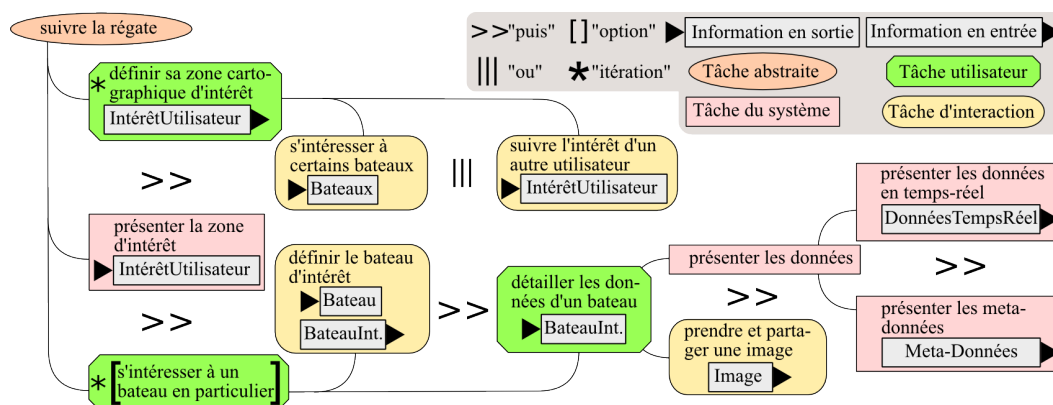 suivre la régate
>> "puis" [ ] "option" Information en sortie Information en entrée
||| "ou" * "itération" Tâche abstraite Tâche utilisateur
Tâche du système Tâche d'interaction
* définir sa zone carto-
graphique d'intérêt
IntérêtUtilisateur
>>
s'intéresser à
certains bateaux
Bateaux
|||
suivre l'intérêt d'un
autre utilisateur
IntérêtUtilisateur
présenter la zone
d'intérêt
IntérêtUtilisateur
>>
* [s'intéresser à un
bateau en particulier]
définir le bateau
d'intérêt
Bateau
BateauInt.
>>
détailler les don-
nées d'un bateau
BateauInt.
présenter les données
>>
prendre et parta-
ger une image
Image
présenter les données
en temps-réel
DonnéesTempsRéel
>>
présenter les meta-
données
Meta-Données